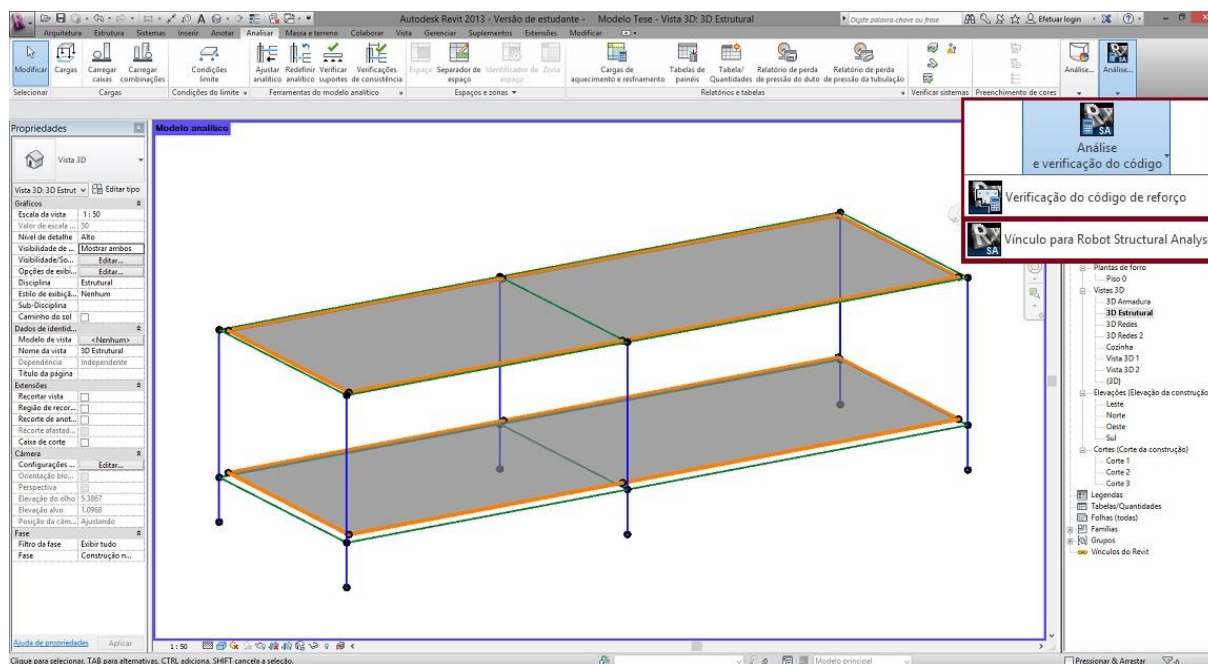 Autodesk Revit 2013 - Versão de estudante - Modelo Tese - Vista 3D: 3D Estrutural
Digite palavra-chave ou frase
Efetuar login
Arquitetura Estrutura Sistemas Inserir Anotar Analisar Massa e terreno Colaborar Vista Gerenciar Suplementos Extensões Modificar
Modificar
Cargas
Carregar caixas
Carregar combinações
Condições limite
Ajustar analítico
Redefinir analítico
Verificar suportes
Verificações de consistência
Espaço
Separador de espaço
Identificador de espaço
Zona
Cargas de aquecimento e resfriamento
Tabelas de painéis
Tabela/ Quantidades
Relatório de perda de pressão do duto
Relatório de perda de pressão da tubulação
Análise...
Análise...
Selecionar
Cargas
Condições do limite
Ferramentas do modelo analítico
Espaços e zonas
Relatórios e tabelas
Verificar sistemas
Preenchimento de cores
SA
Análise
e verificação do código
Verificação do código de reforço
Vínculo para Robot Structural Analys
SA
Propriedades
Vista 3D
Vista 3D: 3D Estrut
Editar tipo
Gráficos
Escala da vista 1 : 50
Valor de escala ... 50
Nível de detalhe Alto
Visibilidade de ... Mostrar ambos
Visibilidade/So... Editar...
Opções de exibi... Editar...
Disciplina Estrutural
Estilo de exibiçã... Nenhum
Sub-Disciplina
Caminho do sol
Dados de identid...
Modelo de vista <Nenhum>
Nome da vista 3D Estrutural
Dependência Independente
Título da página
Extensões
Recortar vista
Região de recor...
Recorte de anot...
Recorte afastad...
Caixa de corte
Câmera
Configurações ... Editar...
Orientação blo...
Perspectiva
Elevação do olho 5.3867
Elevação alvo 1.0968
Posição da câm... Ajustando
Fase
Filtro da fase Exibir tudo
Fase Construção n...
Ajuda de propriedades
Aplicar
Modelo analítico
Plantas de forro
Piso 0
Vistas 3D
3D Armadura
3D Estrutural
3D Redes
3D Redes 2
Cozinha
Vista 3D 1
Vista 3D 2
(3D)
Elevações (Elevação da construção
Leste
Norte
Oeste
Sul
Cortes (Corte da construção)
Corte 1
Corte 2
Corte 3
Legendas
Tabelas/Quantidades
Folhas (todas)
Famílias
Grupos
Vínculos do Revit
1 : 50
Clique para selecionar, TAB para alternativas, CTRL adiciona, SHIFT cancela a seleção.
:0
Modelo principal
Pressionar & Arrastar
:0